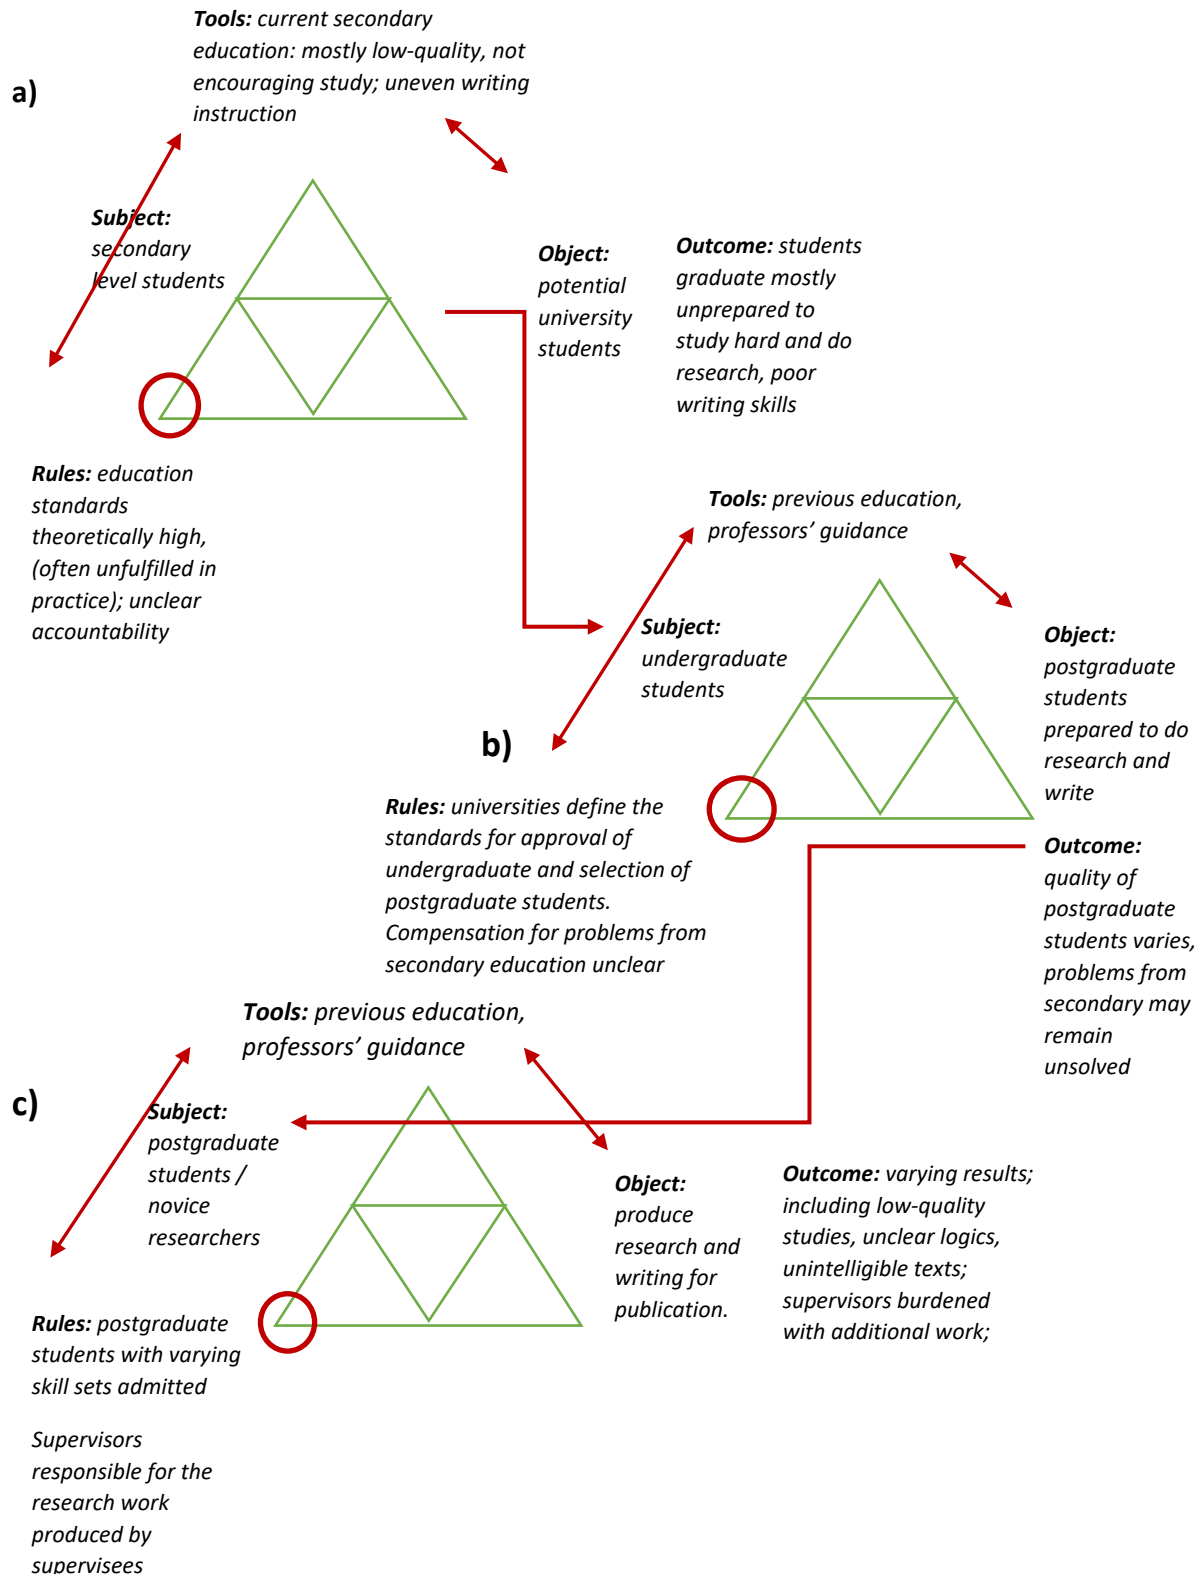 Tools: current secondary
education: mostly low-quality, not
encouraging study; uneven writing
instruction
a)
Subject:
secondary
level students
Object:
potential
university
students
Outcome: students
graduate mostly
unprepared to
study hard and do
research, poor
writing skills
Rules: education
standards
theoretically high,
(often unfulfilled in
practice); unclear
accountability
Tools: previous education,
professors’ guidance
Subject:
undergraduate
students
Object:
postgraduate
students
prepared to do
research and
write
b)
Rules: universities define the
standards for approval of
undergraduate and selection of
postgraduate students.
Compensation for problems from
secondary education unclear
Outcome:
quality of
postgraduate
students varies,
problems from
secondary may
remain
unsolved
Tools: previous education,
professors’ guidance
c)
Subject:
postgraduate
students /
novice
researchers
Object:
produce
research and
writing for
publication.
Outcome: varying results;
including low-quality
studies, unclear logics,
unintelligible texts;
supervisors burdened
with additional work;
Rules: postgraduate
students with varying
skill sets admitted
Supervisors
responsible for the
research work
produced by
supervisees